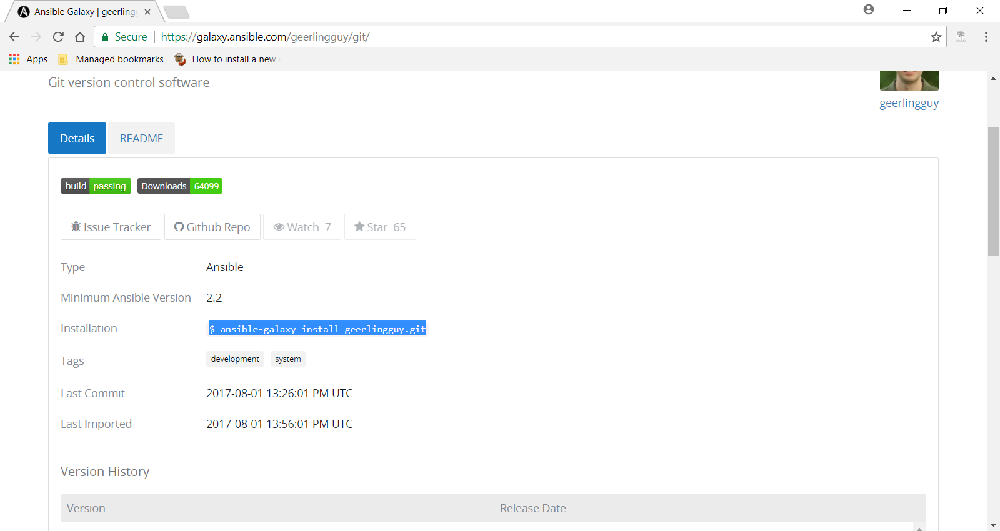 Ansible Galaxy | geerling
Secure https://galaxy.ansible.com/geerlingguy/git/
Apps Managed bookmarks How to install a new
Git version control software
geerlingguy
Details README
build passing Downloads 64099
Issue Tracker Github Repo Watch 7 Star 65
Type Ansible
Minimum Ansible Version 2.2
Installation $ ansible-galaxy install geerlingguy.git
Tags development system
Last Commit 2017-08-01 13:26:01 PM UTC
Last Imported 2017-08-01 13:56:01 PM UTC
Version History
Version Release Date